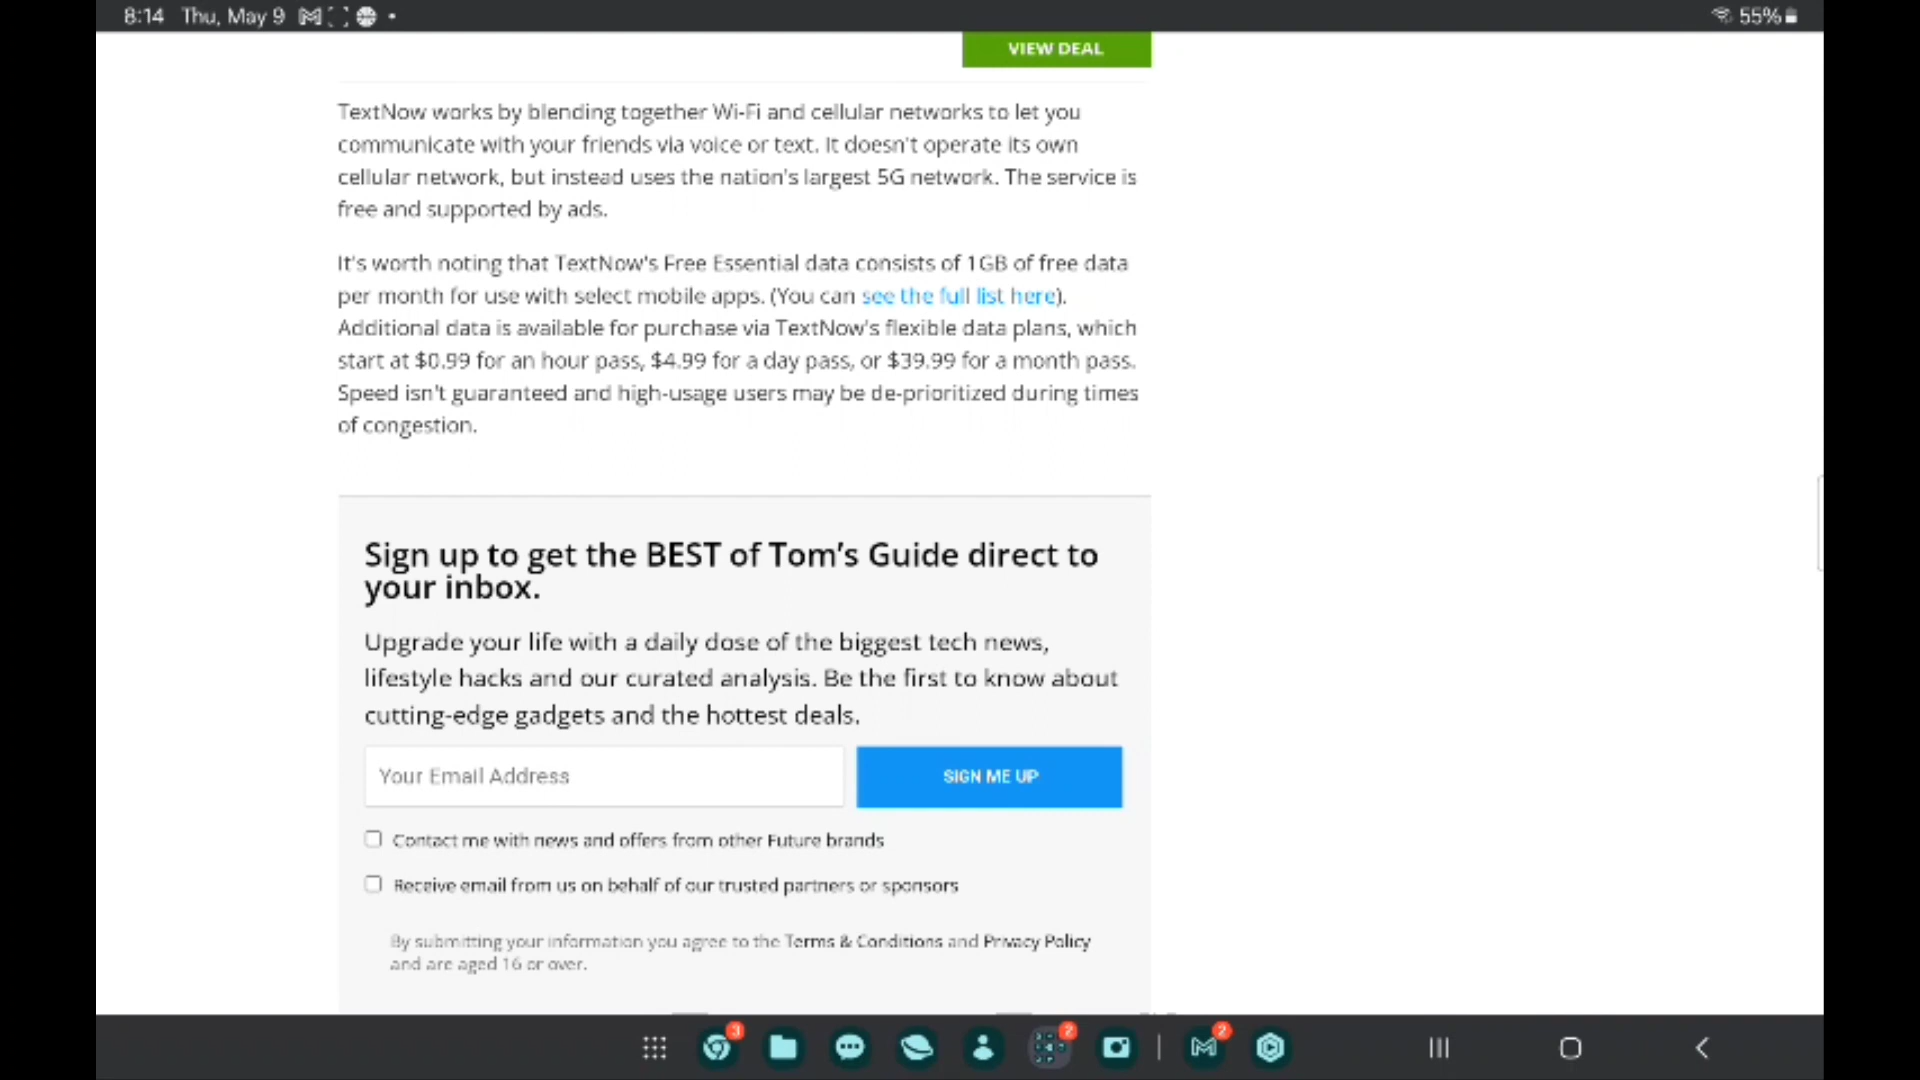 8:14 Thu, May 9 55%
VIEW DEAL
TextNow works by blending together Wi-Fi and cellular networks to let you
communicate with your friends via voice or text. It doesn't operate its own
cellular network, but instead uses the nation's largest 5G network. The service is
free and supported by ads.
It's worth noting that TextNow's Free Essential data consists of 1GB of free data
per month for use with select mobile apps. (You can see the full list here).
Additional data is available for purchase via TextNow's flexible data plans, which
start at $0.99 for an hour pass, $4.99 for a day pass, or $39.99 for a month pass.
Speed isn't guaranteed and high-usage users may be de-prioritized during times
of congestion.
Sign up to get the BEST of Tom's Guide direct to
your inbox.
Upgrade your life with a daily dose of the biggest tech news,
lifestyle hacks and our curated analysis. Be the first to know about
cutting-edge gadgets and the hottest deals.
Your Email Address SIGN ME UP
Contact me with news and offers from other Future brands
Receive email from us on behalf of our trusted partners or sponsors
By submitting your information you agree to the Terms & Conditions and Privacy Policy
and are aged 16 or over.
3 2 2